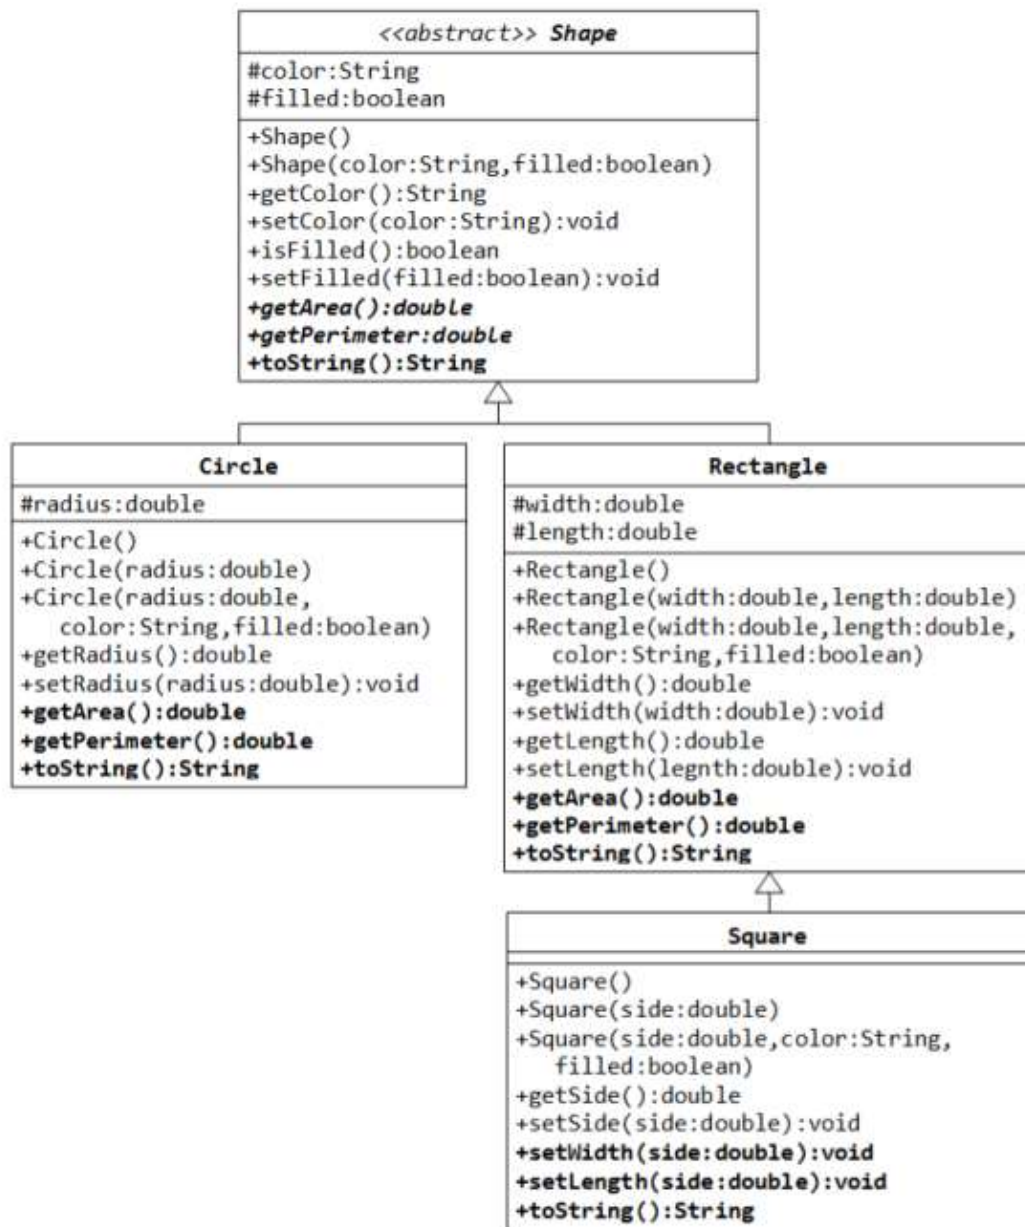 <<abstract>> Shape
#color:String
#filled:boolean
+Shape()
+Shape(color:String,filled:boolean)
+getColor():String
+setColor(color:String):void
+isFilled():boolean
+setFilled(filled:boolean):void
+getArea():double
+getPerimeter:double
+toString():String
Circle
#radius:double
+Circle()
+Circle(radius:double)
+Circle(radius:double,
color:String,filled:boolean)
+getRadius():double
+setRadius(radius:double):void
+getArea():double
+getPerimeter():double
+toString():String
Rectangle
#width:double
#length:double
+Rectangle()
+Rectangle(width:double,length:double)
+Rectangle(width:double,length:double,
color:String,filled:boolean)
+getWidth():double
+setWidth(width:double):void
+getLength():double
+setLength(legnth:double):void
+getArea():double
+getPerimeter():double
+toString():String
Square
+Square()
+Square(side:double)
+Square(side:double,color:String,
filled:boolean)
+getSide():double
+setSide(side:double):void
+setWidth(side:double):void
+setLength(side:double):void
+toString():String